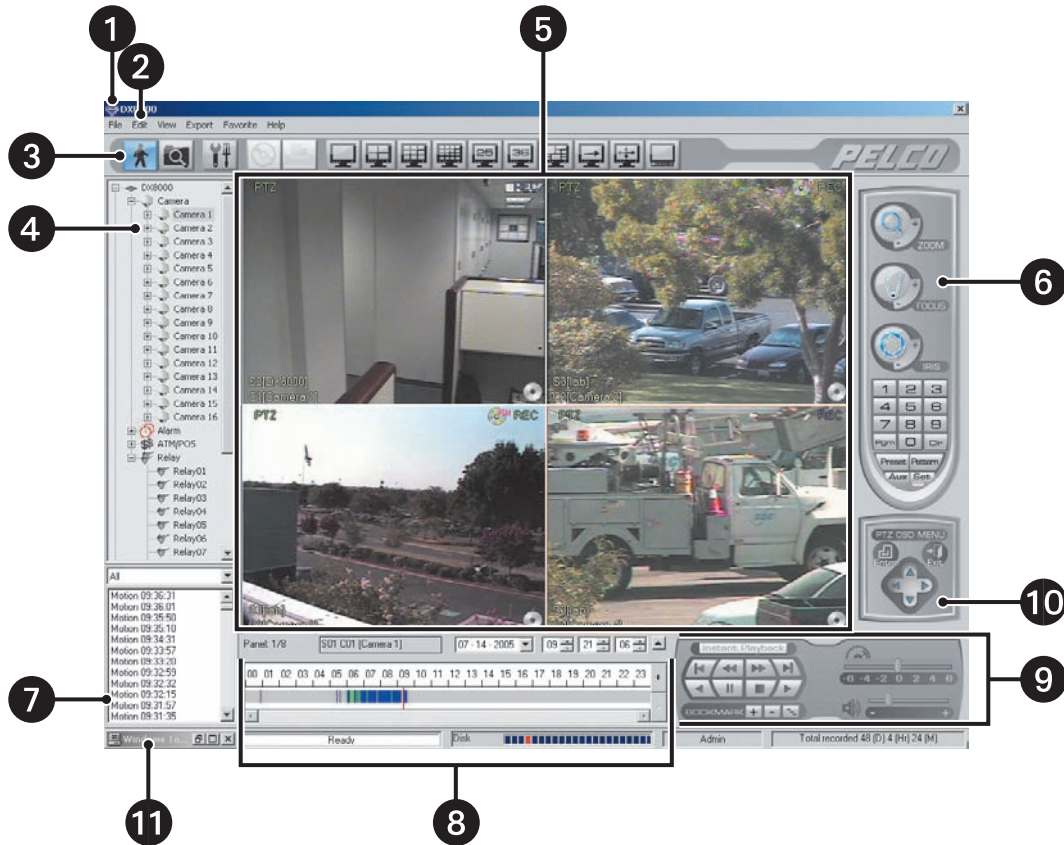 1
5
2
DX8000
File Edit View Export Favorite Help
3
25
36
PELCO
DX8000
Camera
Camera 1
Camera 2
Camera 3
Camera 4
Camera 5
Camera 6
Camera 7
Camera 8
Camera 9
Camera 10
Camera 11
Camera 12
Camera 13
Camera 14
Camera 15
Camera 16
Alarm
ATM/POS
Relay
Relay01
Relay02
Relay03
Relay04
Relay05
Relay06
Relay07
4
PTZ
S2[DX8000]
PTZ
REC
S3[lab]
PTZ
REC
PTZ
ZOOM
FOCUS
IRIS
6
1 2 3
4 5 6
7 8 9
Pgm 0 Clr
Preset Pattern
Aux Set
PTZ OSD MENU
Enter Exit
10
All
Motion 09:36:31
Motion 09:36:01
Motion 09:35:50
Motion 09:35:10
Motion 09:34:31
Motion 09:33:57
Motion 09:33:20
Motion 09:32:59
Motion 09:32:32
Motion 09:32:15
Motion 09:31:57
Motion 09:31:35
7
Panel: 1/8 S01 C01 [Camera 1] 07-14-2005 09 21 06
00 01 02 03 04 05 06 07 08 09 10 11 12 13 14 15 16 17 18 19 20 21 22 23
Instant Playback
-6 -4 -2 0 2 4 6
BOOKMARK + - 
- +
9
Ready Disk Admin Total recorded 48 (D) 4 (Hr) 24 (M)
11
8